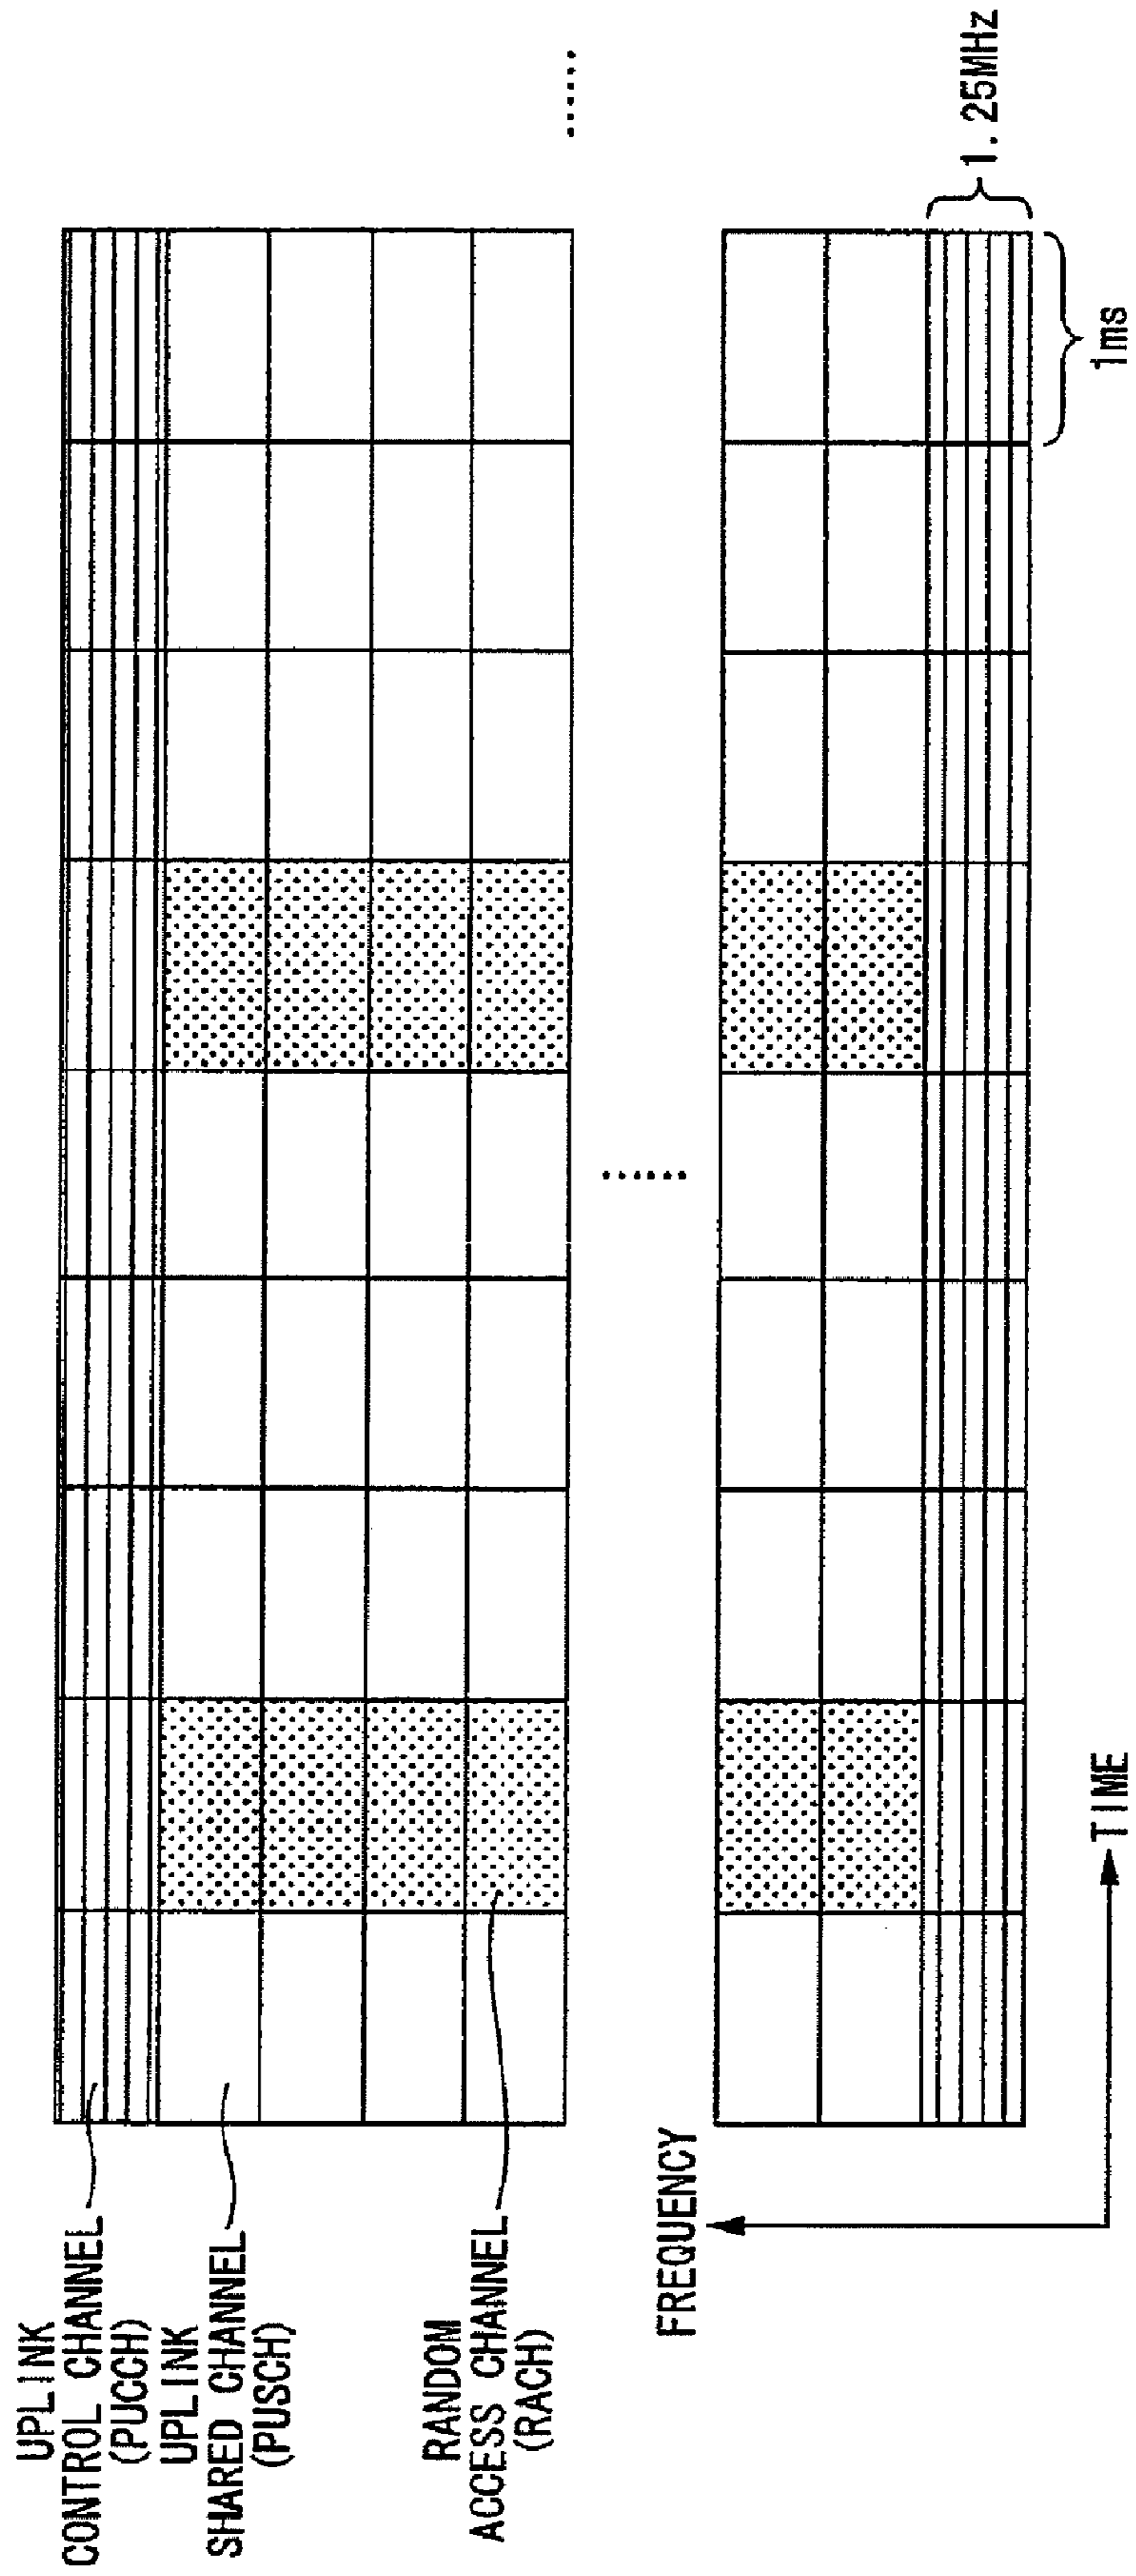 UPLINK
CONTROL CHANNEL
(PUCCH)
UPLINK
SHARED CHANNEL
(PUSCH)
RANDOM
ACCESS CHANNEL
(RACH)
FREQUENCY
TIME
1ms
1.25MHz